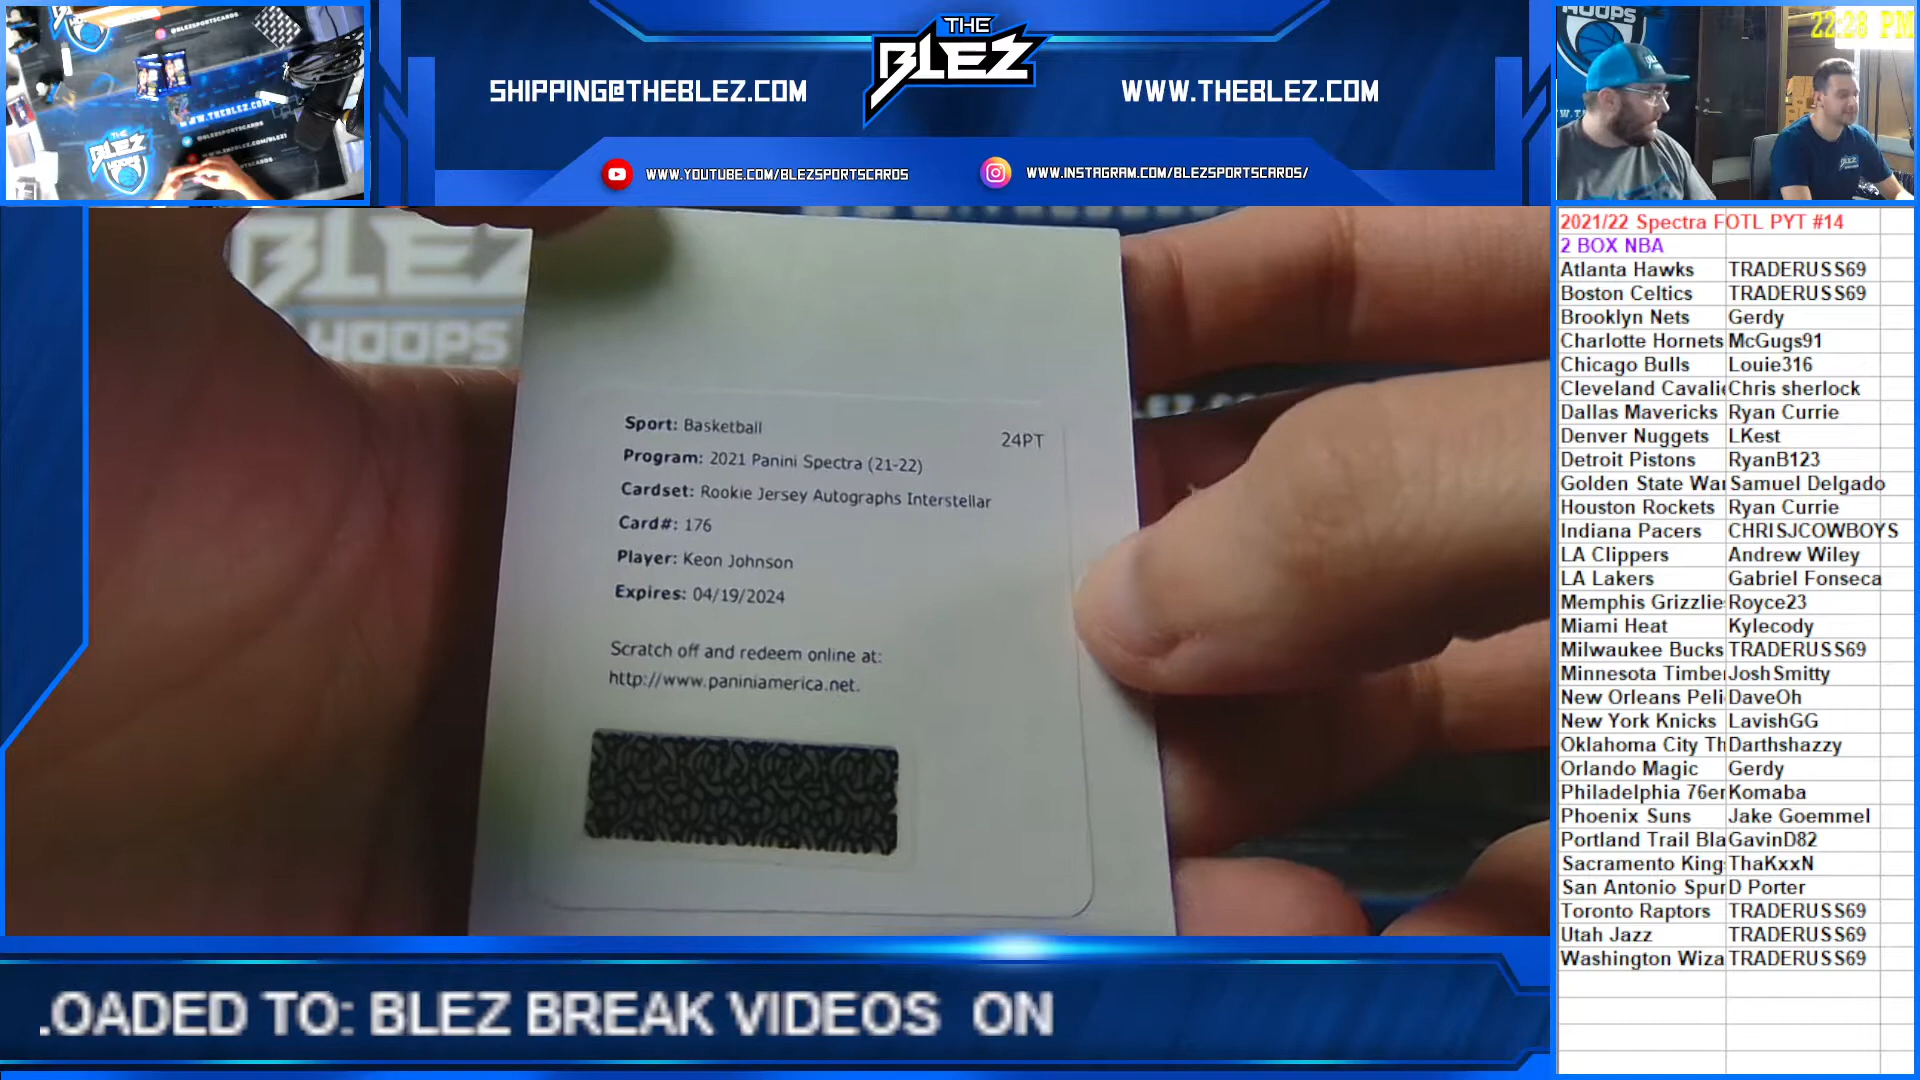 THE
BLEZ
SHIPPING@THEBLEZ.COM
WWW.THEBLEZ.COM
WWW.YOUTUBE.COM/BLEZSPORTSCARDS
WWW.INSTAGRAM.COM/BLEZSPORTSCARDS/
HOOPS
22:28 PM
BLEZ
THE
BLEZ
HOOPS
BLEZ
HOOPS
Sport: Basketball
24PT
Program: 2021 Panini Spectra (21-22)
Cardset: Rookie Jersey Autographs Interstellar
Card#: 176
Player: Keon Johnson
Expires: 04/19/2024
Scratch off and redeem online at:
http://www.paniniamerica.net.
2021/22 Spectra FOTL PYT #14
2 BOX NBA
Atlanta Hawks TRADERUSS69
Boston Celtics TRADERUSS69
Brooklyn Nets Gerdy
Charlotte Hornets McGugs91
Chicago Bulls Louie316
Cleveland Cavalie Chris sherlock
Dallas Mavericks Ryan Currie
Denver Nuggets LKest
Detroit Pistons RyanB123
Golden State War Samuel Delgado
Houston Rockets Ryan Currie
Indiana Pacers CHRISJCOWBOYS
LA Clippers Andrew Wiley
LA Lakers Gabriel Fonseca
Memphis Grizzlie Royce23
Miami Heat Kylecody
Milwaukee Bucks TRADERUSS69
Minnesota Timber JoshSmitty
New Orleans Peli DaveOh
New York Knicks LavishGG
Oklahoma City Th Darthshazzy
Orlando Magic Gerdy
Philadelphia 76er Komaba
Phoenix Suns Jake Goemmel
Portland Trail Bla GavinD82
Sacramento King ThaKxxN
San Antonio Spur D Porter
Toronto Raptors TRADERUSS69
Utah Jazz TRADERUSS69
Washington Wiza TRADERUSS69
.OADED TO: BLEZ BREAK VIDEOS ON